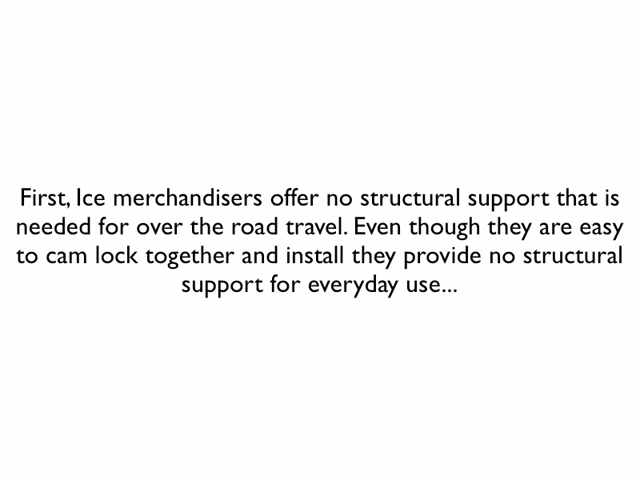 First, Ice merchandisers offer no structural support that is
needed for over the road travel. Even though they are easy
to cam lock together and install they provide no structural
support for everyday use...